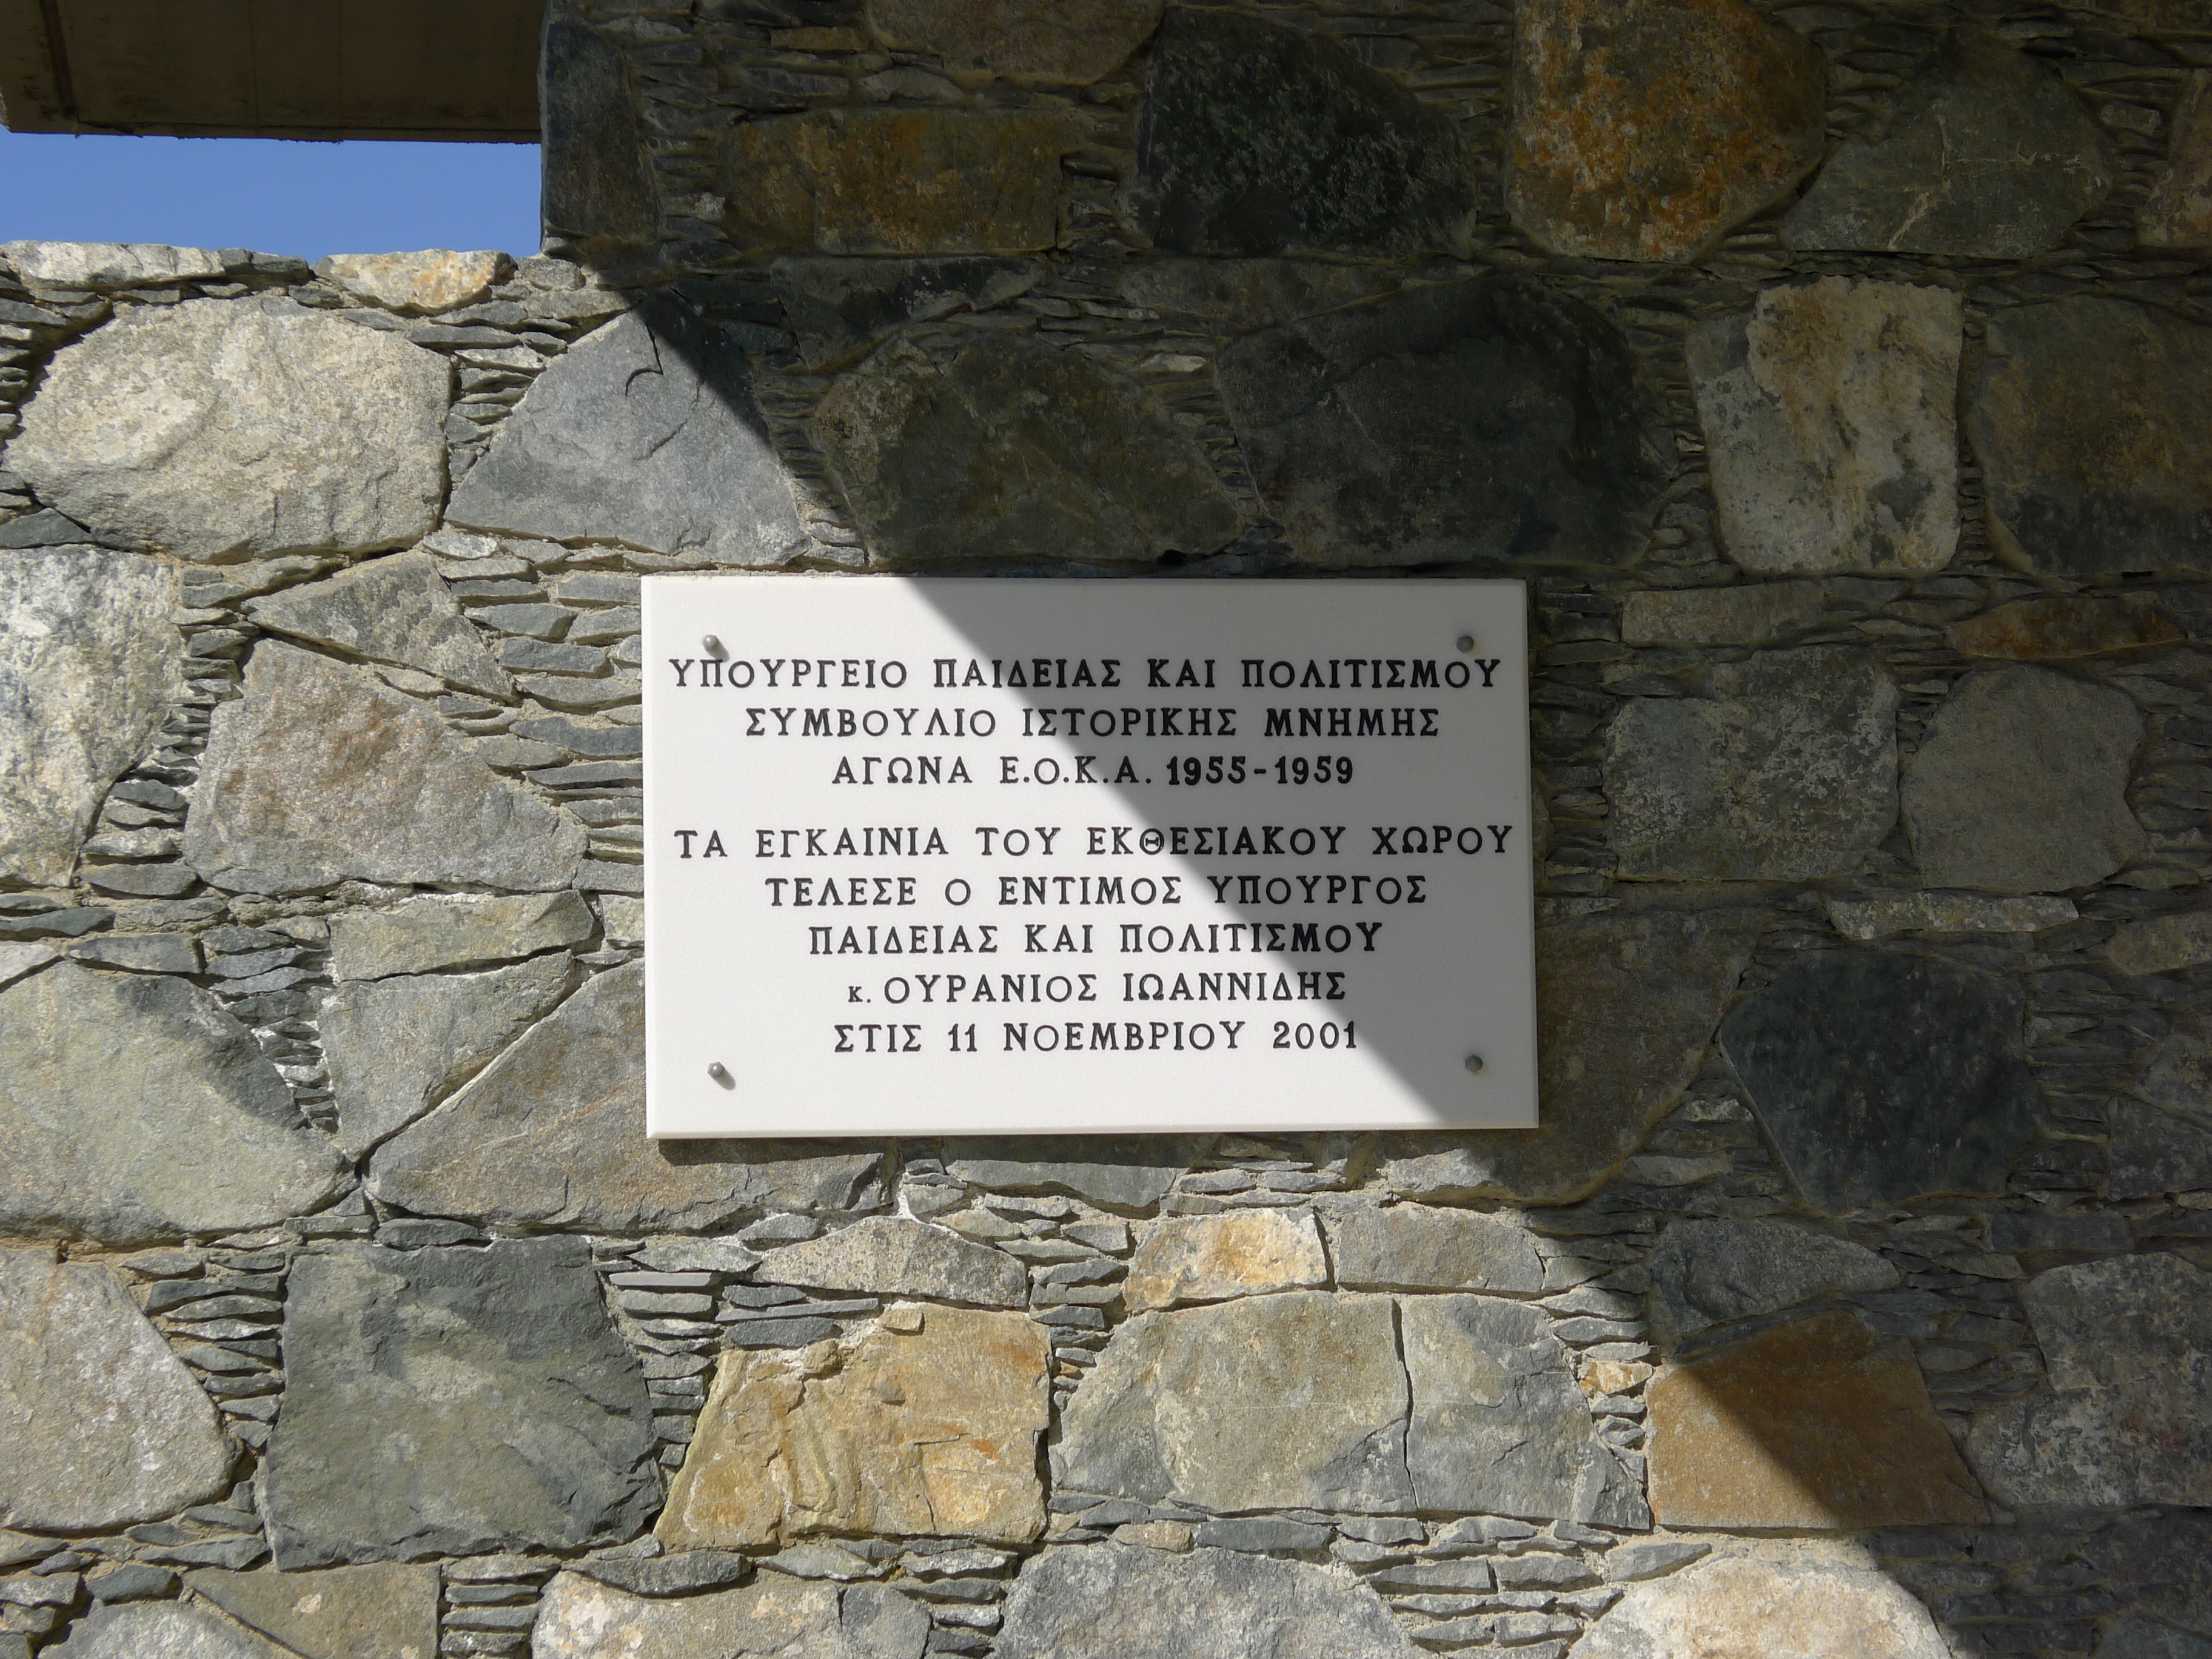 ΥΠΟΥΡΓΕΙΟ ΠΑΙΔΕΙΑΣ ΚΑΙ ΠΟΛΙΤΙΣΜΟΥ
ΣΥΜΒΟΥΛΙΟ ΙΣΤΟΡΙΚΗΣ ΜΝΗΜΗΣ
ΑΓΩΝΑ Ε.Ο.Κ.Α. 1955-1959
ΤΑ ΕΓΚΑΙΝΙΑ ΤΟΥ ΕΚΘΕΣΙΑΚΟΥ ΧΩΡΟΥ
ΤΕΛΕΣΕ Ο ΕΝΤΙΜΟΣ ΥΠΟΥΡΓΟΣ
ΠΑΙΔΕΙΑΣ ΚΑΙ ΠΟΛΙΤΙΣΜΟΥ
κ. ΟΥΡΑΝΙΟΣ ΙΩΑΝΝΙΔΗΣ
ΣΤΙΣ 11 ΝΟΕΜΒΡΙΟΥ 2001